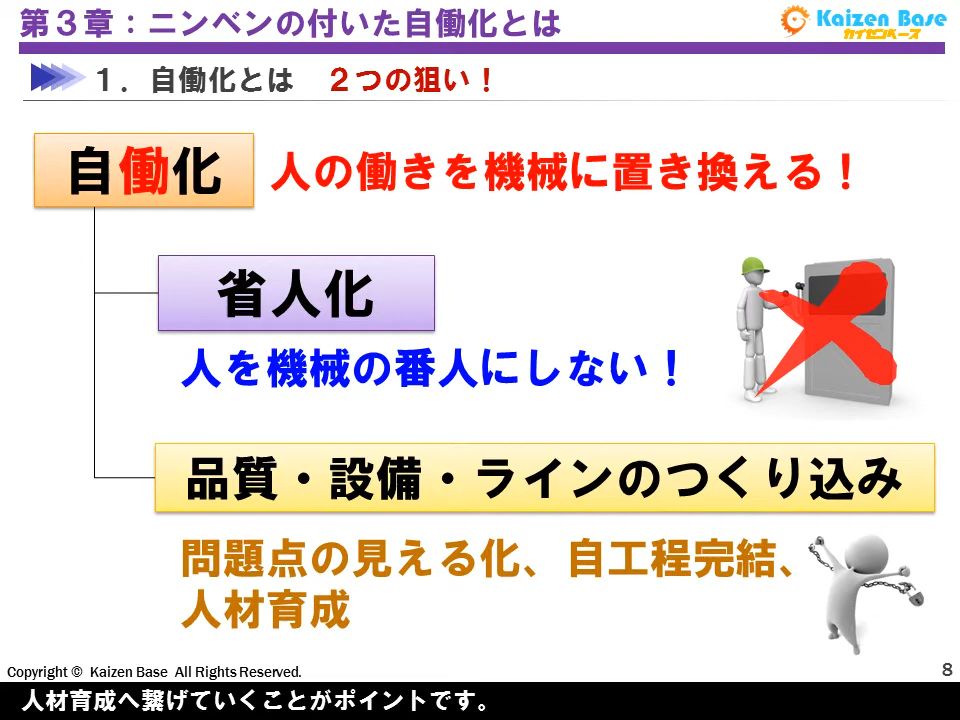 第３章：ニンベンの付いた自働化とは
Kaizen Base
カイゼンベース
１．自働化とは　２つの狙い！
自働化　人の働きを機械に置き換える！
省人化
人を機械の番人にしない！
品質・設備・ラインのつくり込み
問題点の見える化、自工程完結、
人材育成
Copyright © Kaizen Base All Rights Reserved.
8
人材育成へ繋げていくことがポイントです。